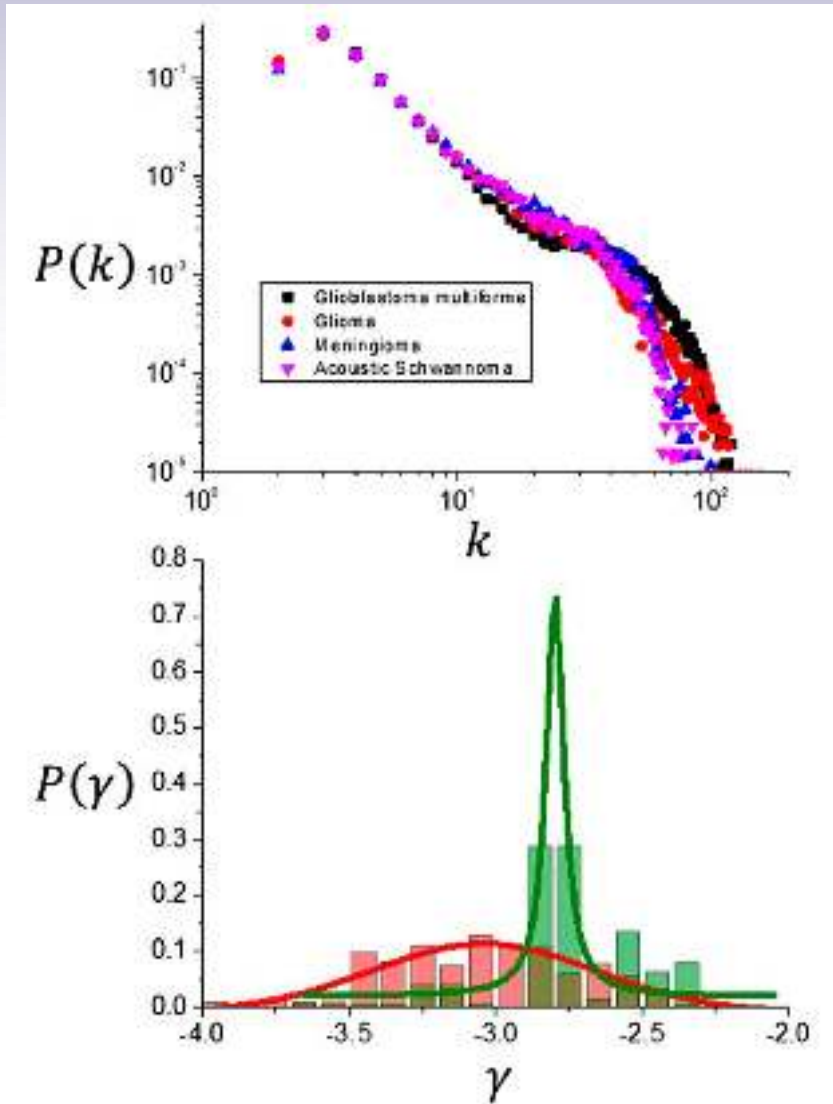 10⁻¹
10⁻²
P(k)
10⁻³
Glioblastoma multiforma
Glioma
Meningioma
Acoustic Schwannoma
10⁻⁴
10⁻⁵
10⁰ 10¹ 10²
k
0.8
0.7
0.6
0.5
P(γ)
0.4
0.3
0.2
0.1
0.0
-4.0 -3.5 -3.0 -2.5 -2.0
γ